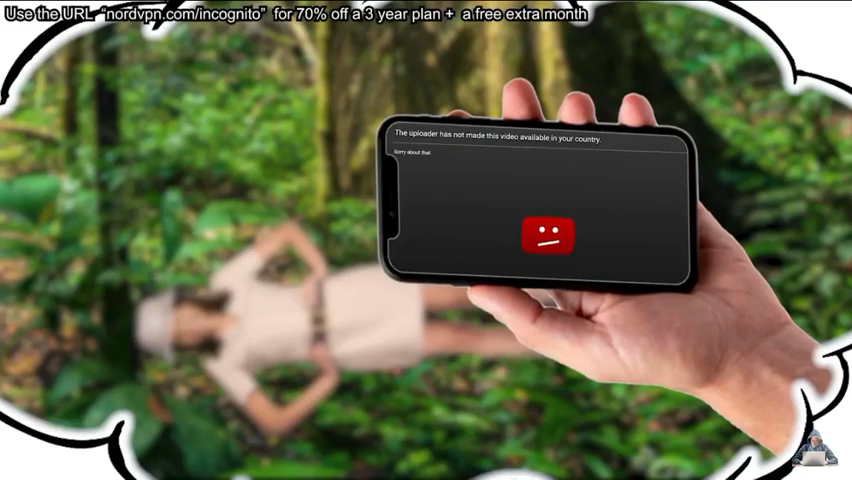 Use the URL “nordvpn.com/incognito” for 70% off a 3 year plan + a free extra month
The uploader has not made this video available in your country.
Sorry about that.